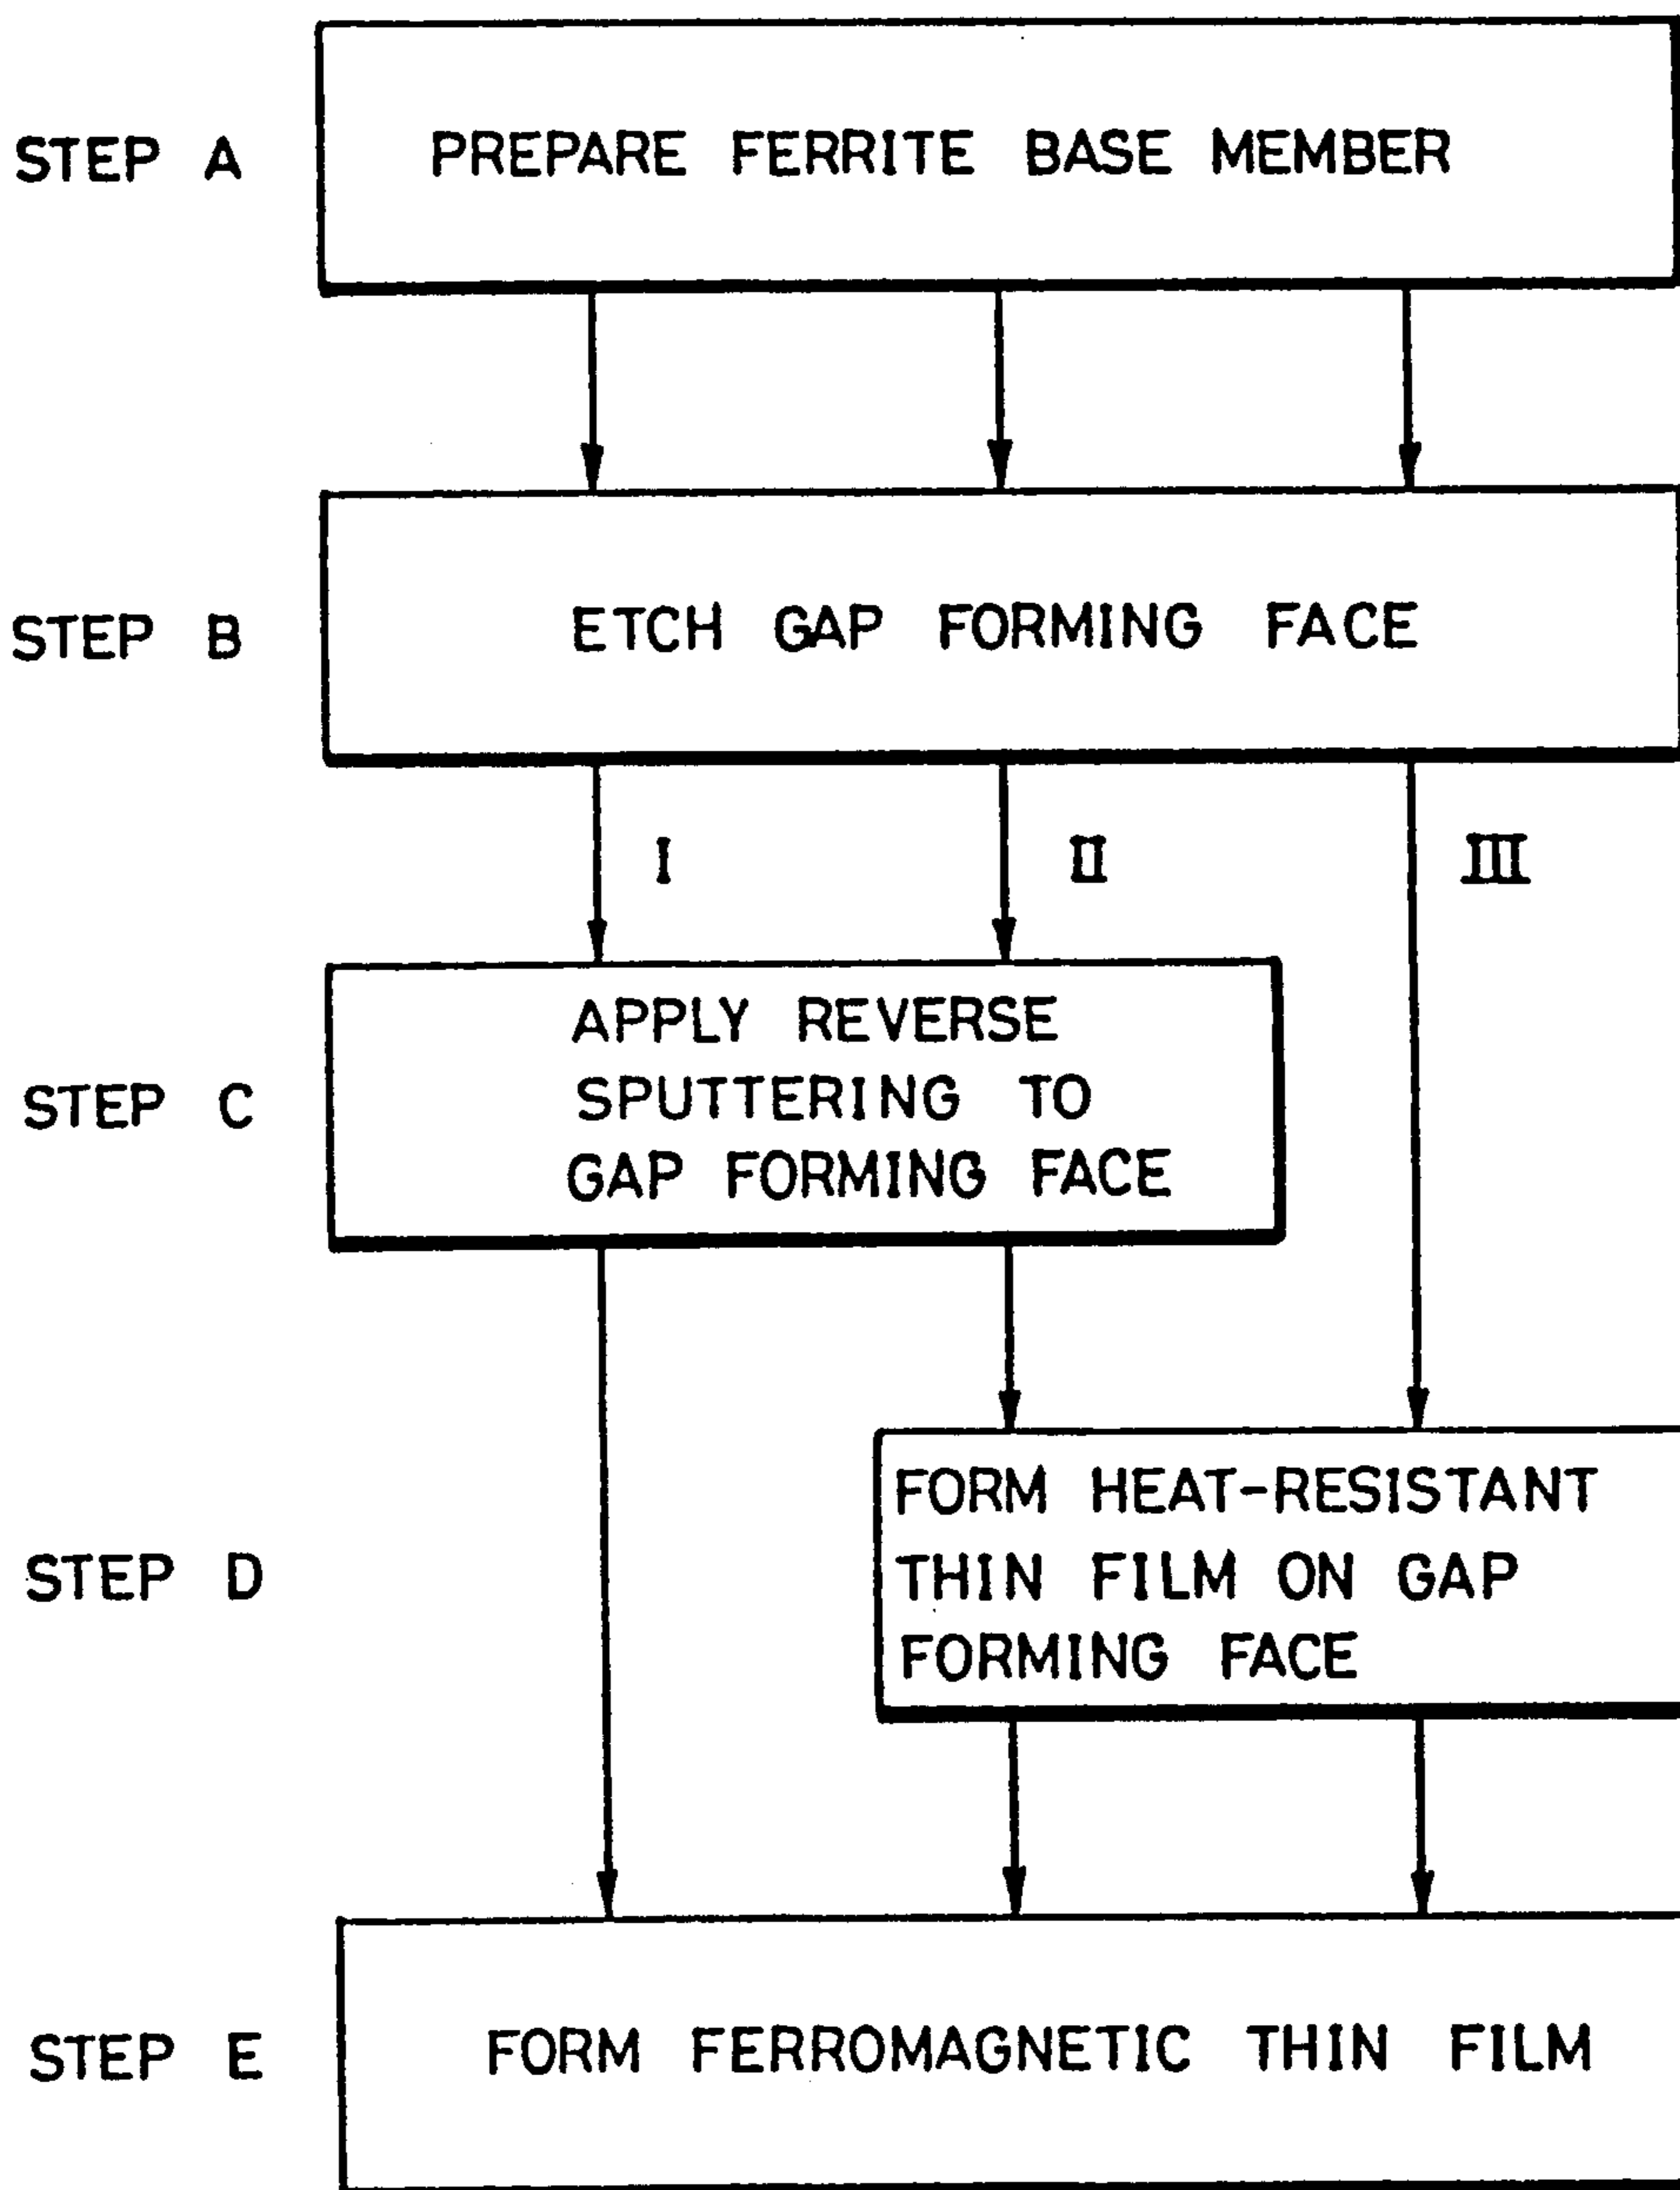 STEP A
PREPARE FERRITE BASE MEMBER
STEP B
ETCH GAP FORMING FACE
I
II
III
STEP C
APPLY REVERSE
SPUTTERING TO
GAP FORMING FACE
STEP D
FORM HEAT-RESISTANT
THIN FILM ON GAP
FORMING FACE
STEP E
FORM FERROMAGNETIC THIN FILM